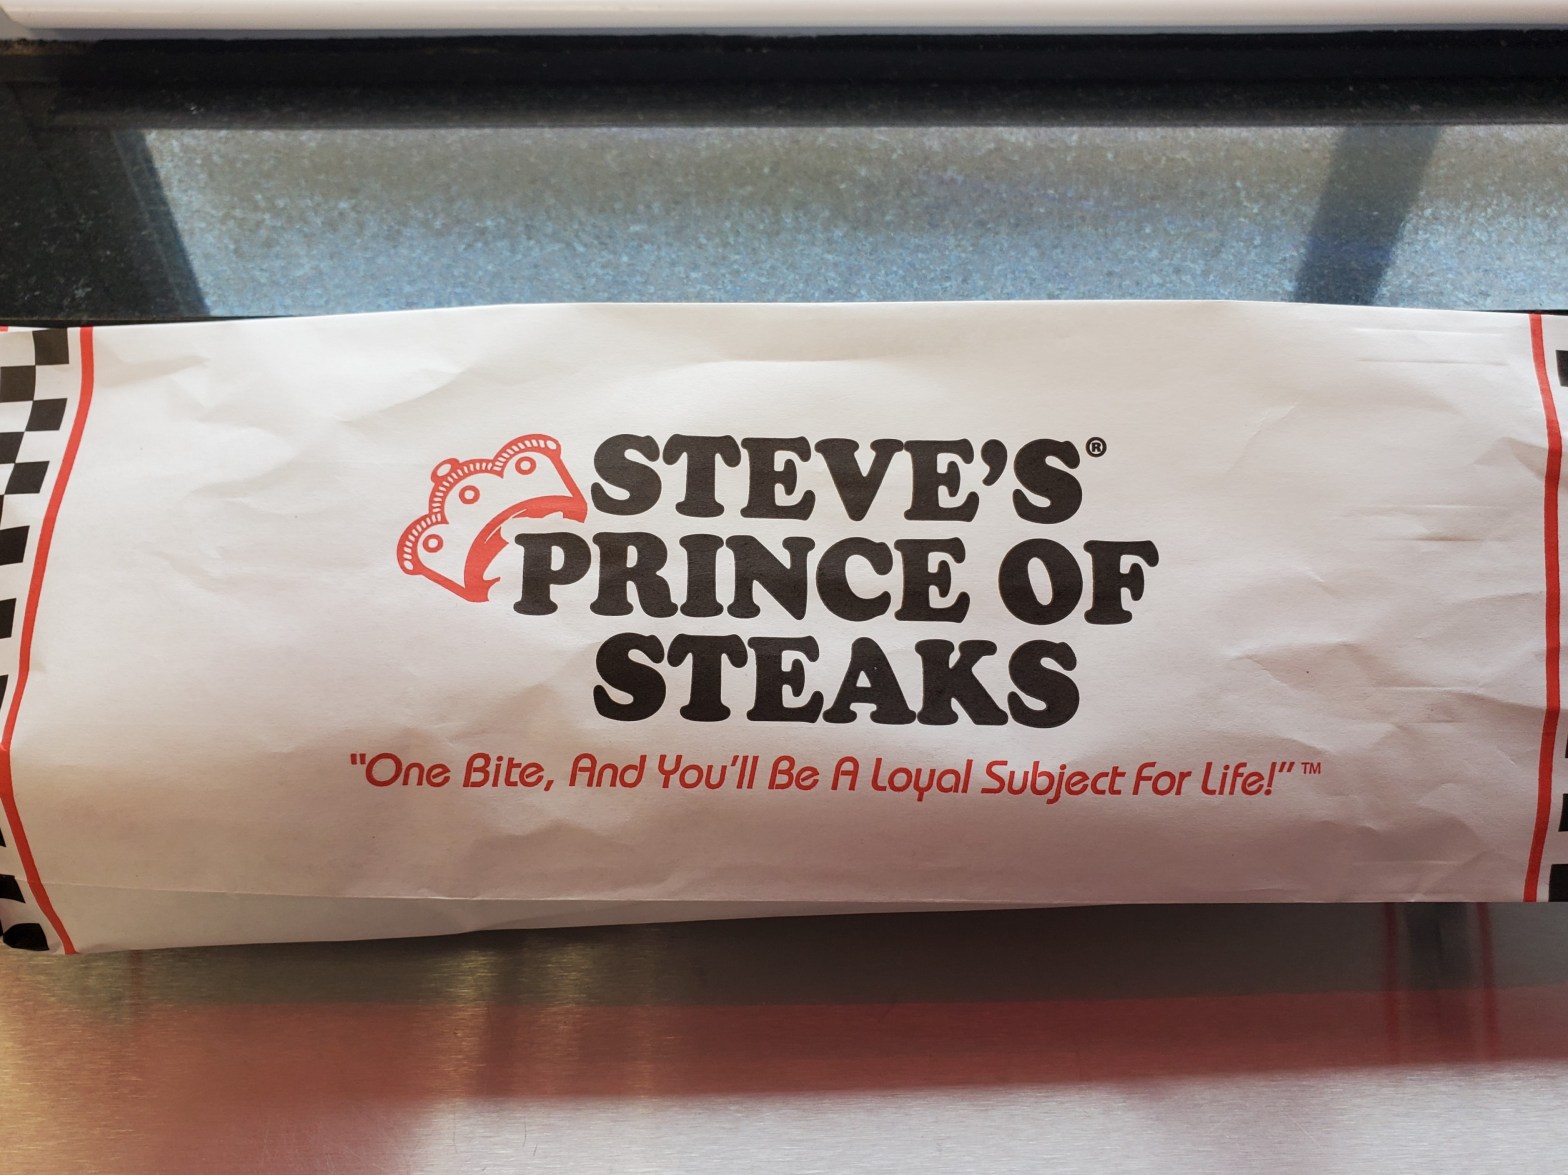 STEVE'S®
PRINCE OF
STEAKS
"One Bite, And You'll Be A Loyal Subject For Life!"™